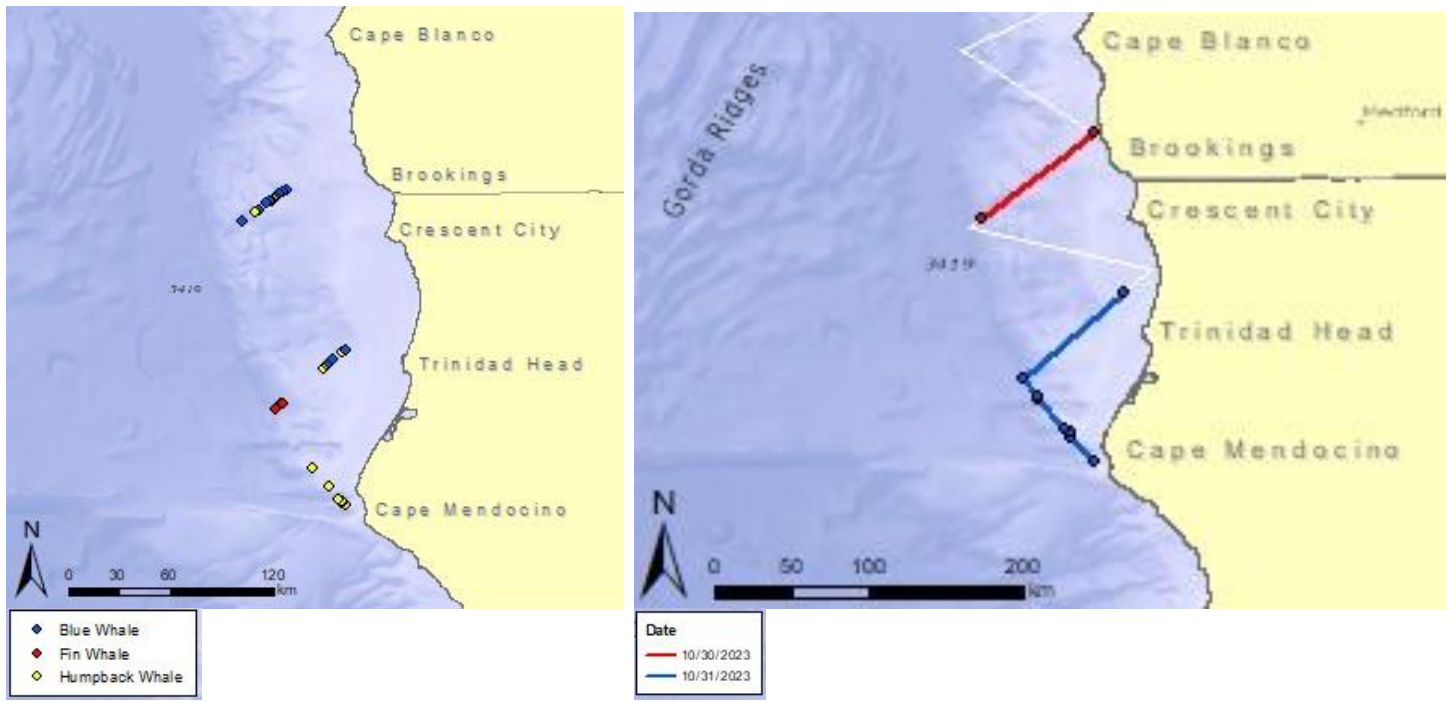 Cape Blanco
Brookings
Crescent City
3419
Trinidad Head
Cape Mendocino
N
0 30 60 120
km
Blue Whale
Fin Whale
Humpback Whale
Cape Blanco
Gorda Ridges
Medford
Brookings
Crescent City
3419
Trinidad Head
Cape Mendocino
N
0 50 100 200
km
Date
10/30/2023
10/31/2023